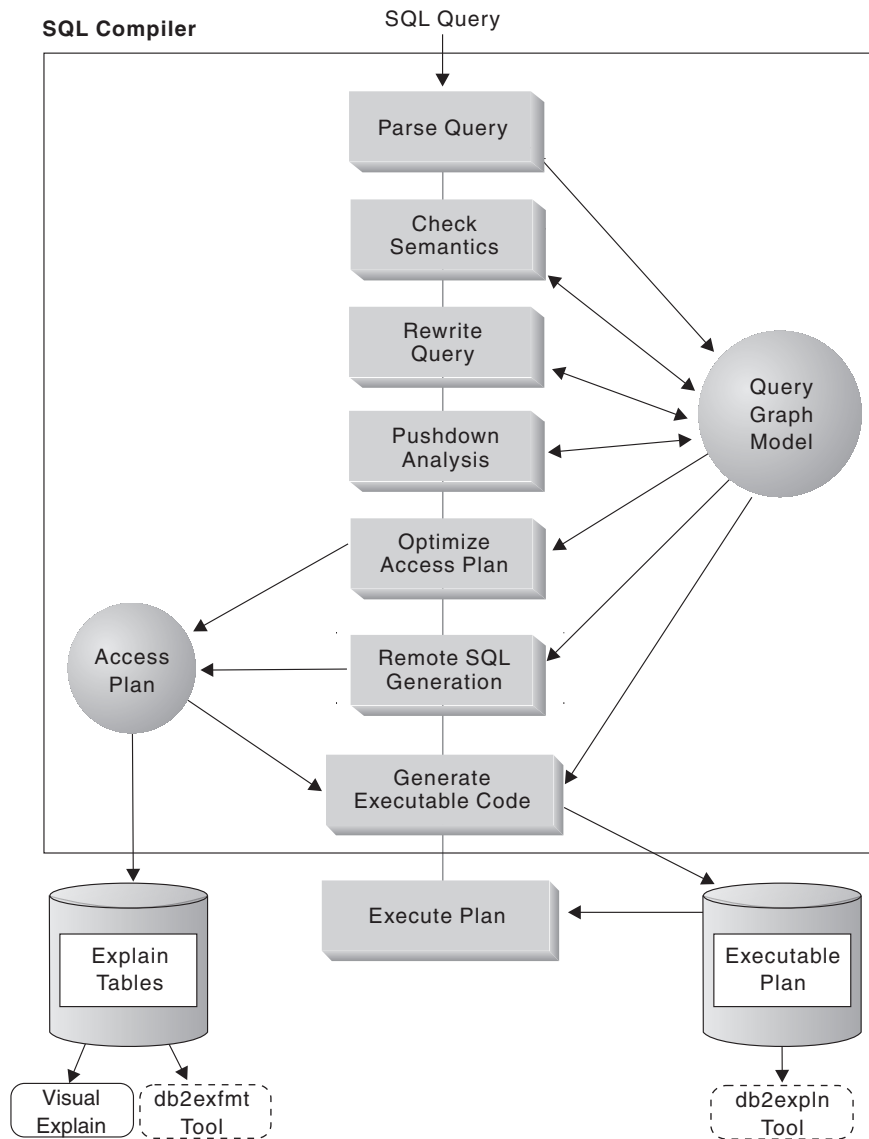 SQL Compiler
SQL Query
Parse Query
Check
Semantics
Rewrite
Query
Query
Graph
Model
Pushdown
Analysis
Optimize
Access Plan
Access
Plan
Remote SQL
Generation
Generate
Executable Code
Execute Plan
Explain
Tables
Executable
Plan
Visual
Explain
db2exfmt
Tool
db2expln
Tool